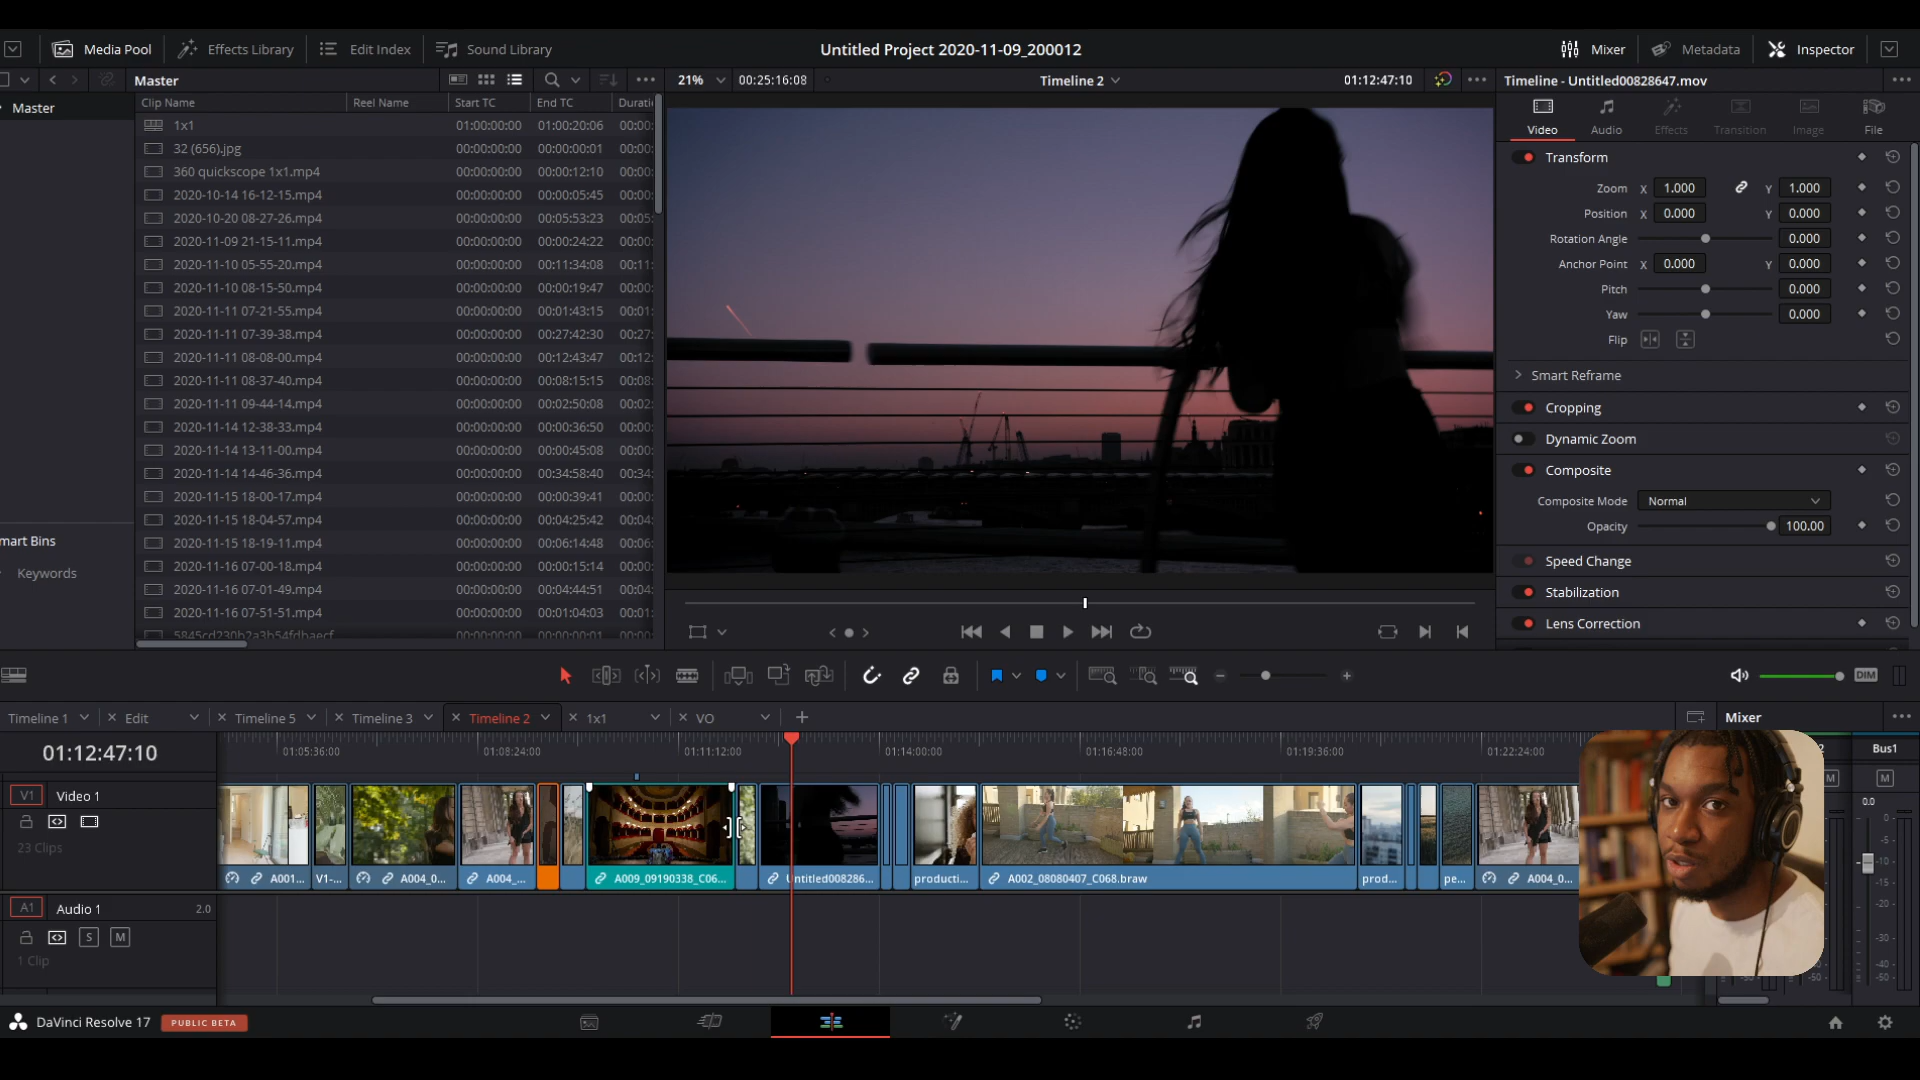 Media Pool Effects Library Edit Index Sound Library Untitled Project 2020-11-09_200012 Mixer Metadata Inspector
Master 21% 00:25:16:08 Timeline 2 01:12:47:10 Timeline - Untitled00828647.mov
Master
Clip Name Reel Name Start TC End TC Durati
1x1 01:00:00:00 01:00:20:06 00:00:
32 (656).jpg 00:00:00:00 00:00:00:01 00:00:
360 quickscope 1x1.mp4 00:00:00:00 00:00:12:10 00:00:
2020-10-14 16-12-15.mp4 00:00:00:00 00:00:05:45 00:00:
2020-10-20 08-27-26.mp4 00:00:00:00 00:05:53:23 00:05:
2020-11-09 21-15-11.mp4 00:00:00:00 00:00:24:22 00:00:
2020-11-10 05-55-20.mp4 00:00:00:00 00:11:34:08 00:11:
2020-11-10 08-15-50.mp4 00:00:00:00 00:00:19:47 00:00:
2020-11-11 07-21-55.mp4 00:00:00:00 00:01:43:15 00:01:
2020-11-11 07-39-38.mp4 00:00:00:00 00:27:42:30 00:27:
2020-11-11 08-08-00.mp4 00:00:00:00 00:12:43:47 00:12:
2020-11-11 08-37-40.mp4 00:00:00:00 00:08:15:15 00:08:
2020-11-11 09-44-14.mp4 00:00:00:00 00:02:50:08 00:02:
2020-11-14 12-38-33.mp4 00:00:00:00 00:00:36:50 00:00:
2020-11-14 13-11-00.mp4 00:00:00:00 00:00:45:08 00:00:
2020-11-14 14-46-36.mp4 00:00:00:00 00:34:58:40 00:34:
2020-11-15 18-00-17.mp4 00:00:00:00 00:00:39:41 00:00:
2020-11-15 18-04-57.mp4 00:00:00:00 00:04:25:42 00:04:
2020-11-15 18-19-11.mp4 00:00:00:00 00:06:14:48 00:06:
2020-11-16 07-00-18.mp4 00:00:00:00 00:00:15:14 00:00:
2020-11-16 07-01-49.mp4 00:00:00:00 00:04:44:51 00:04:
2020-11-16 07-51-51.mp4 00:00:00:00 00:01:04:03 00:01:
5845cd230b2a3b54fdbaecf 00:00:00:00 00:00:00:01 00:00:
mart Bins
Keywords
Video Audio Effects Transition Image File
Transform
Zoom X 1.000 Y 1.000
Position X 0.000 Y 0.000
Rotation Angle 0.000
Anchor Point X 0.000 Y 0.000
Pitch 0.000
Yaw 0.000
Flip
Smart Reframe
Cropping
Dynamic Zoom
Composite
Composite Mode Normal
Opacity 100.00
Speed Change
Stabilization
Lens Correction
DIM
Timeline 1 Edit Timeline 5 Timeline 3 Timeline 2 1x1 VO Mixer
01:12:47:10 01:05:36:00 01:08:24:00 01:11:12:00 01:14:00:00 01:16:48:00 01:19:36:00 01:22:24:00 2 Bus1
V1 Video 1 M M
23 Clips
A001... V1-... A004_0... A004_... A009_09190338_C06... Untitled008286... producti... A002_08080407_C068.braw prod... pe... A004_0...
A1 Audio 1 2.0
S M
1 Clip
0.0
0-
-5-
-10-
-15-
-20-
-30-
-40-
-50-
DaVinci Resolve 17 PUBLIC BETA